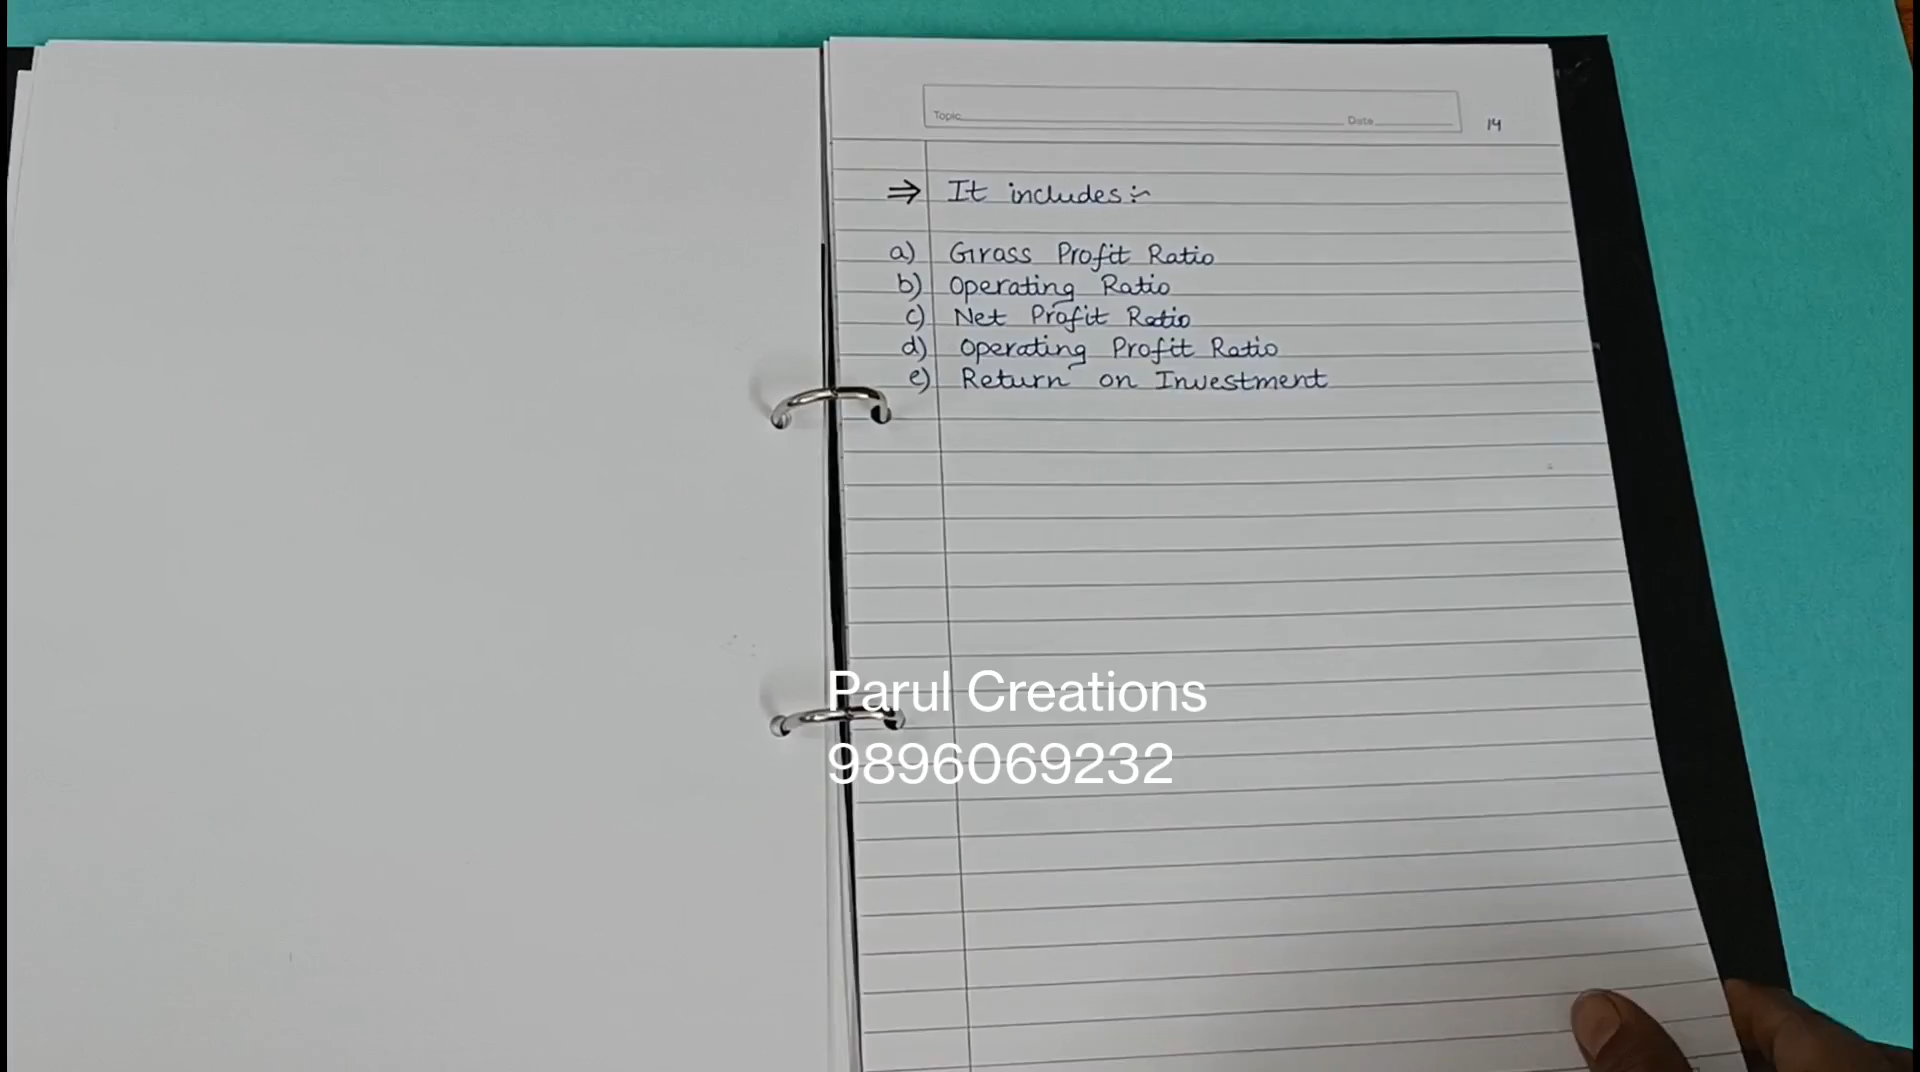 Topic Date
14
⇒ It includes:-
a) Gross Profit Ratio
b) Operating Ratio
c) Net Profit Ratio
d) Operating Profit Ratio
e) Return on Investment
Parul Creations
9896069232